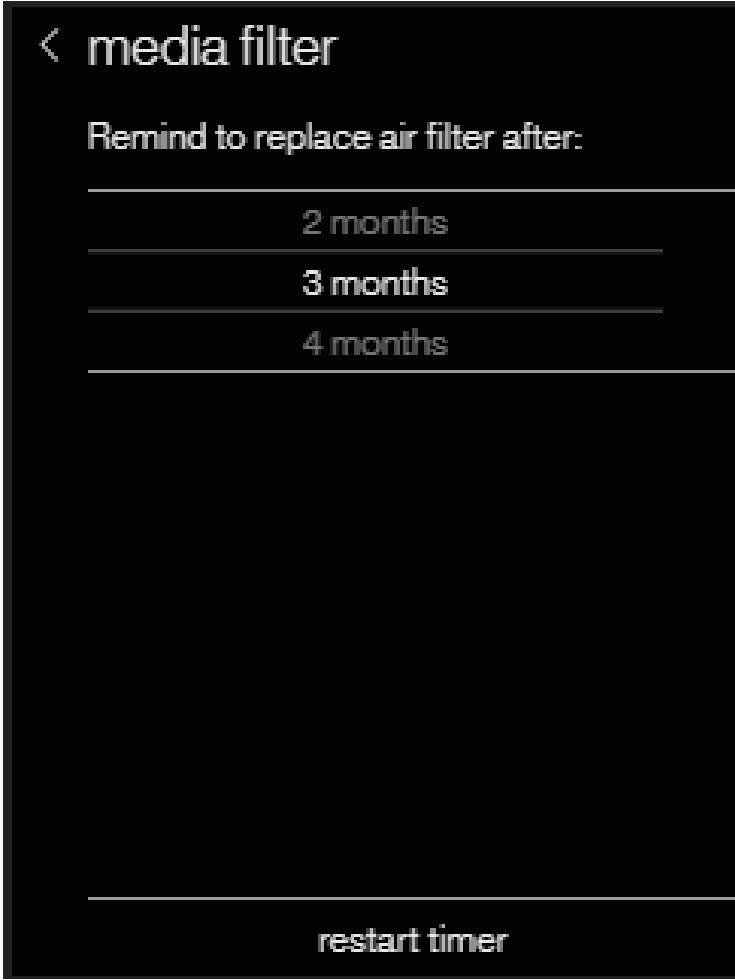 media filter
Remind to replace air filter after:
2 months
3 months
4 months
restart timer